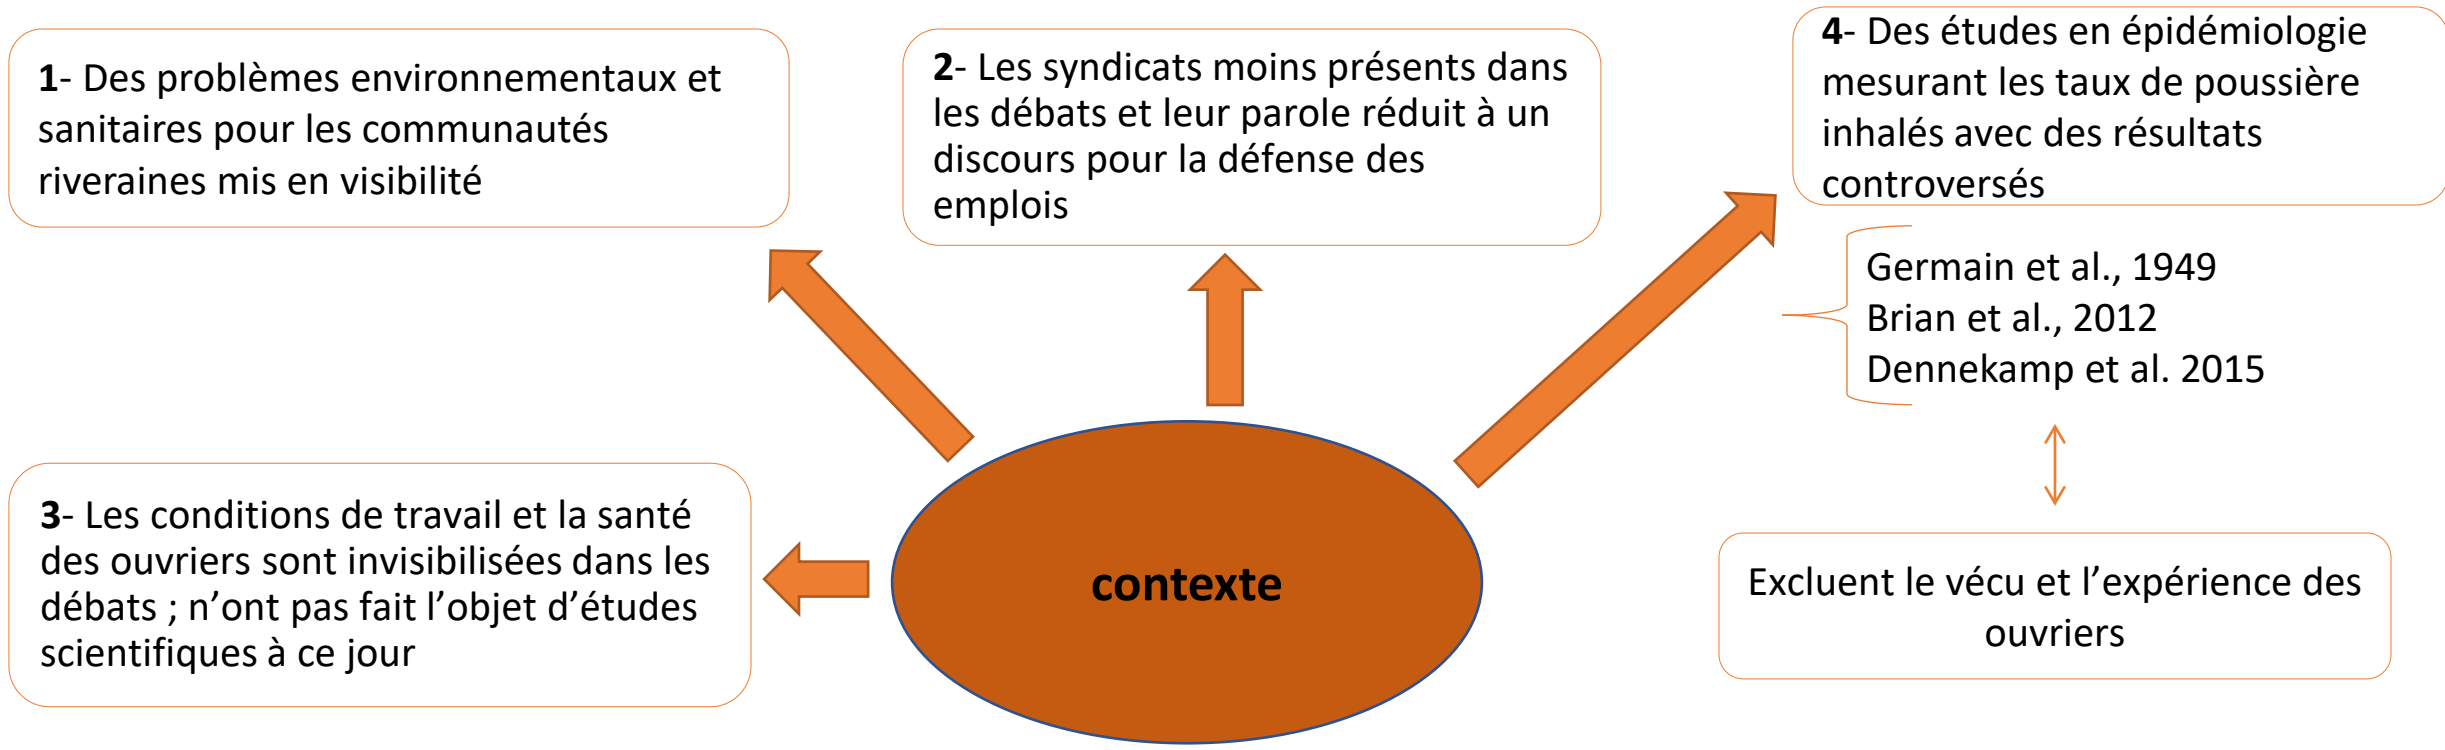 1- Des problèmes environnementaux et
sanitaires pour les communautés
riveraines mis en visibilité
2- Les syndicats moins présents dans
les débats et leur parole réduit à un
discours pour la défense des
emplois
4- Des études en épidémiologie
mesurant les taux de poussière
inhalés avec des résultats
controversés
Germain et al., 1949
Brian et al., 2012
Dennekamp et al. 2015
3- Les conditions de travail et la santé
des ouvriers sont invisibilisées dans les
débats ; n’ont pas fait l’objet d’études
scientifiques à ce jour
contexte
Excluent le vécu et l’expérience des
ouvriers